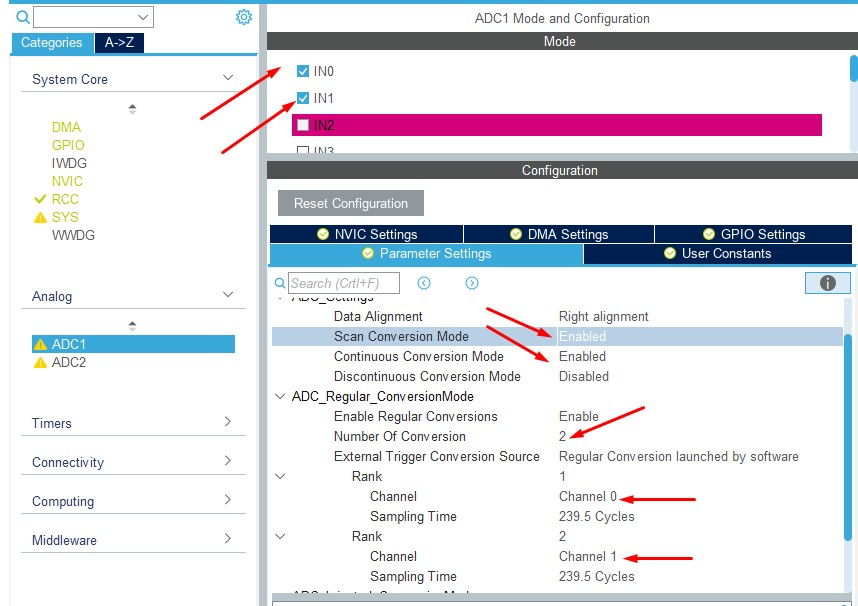 Categories
A->Z
System Core
DMA
GPIO
IWDG
NVIC
RCC
SYS
WWDG
Analog
ADC1
ADC2
Timers
Connectivity
Computing
Middleware
ADC1 Mode and Configuration
Mode
IN0
IN1
IN2
IN3
Configuration
Reset Configuration
NVIC Settings DMA Settings GPIO Settings
Parameter Settings User Constants
Search (Crtl+F)
ADC_Settings
Data Alignment Right alignment
Scan Conversion Mode Enabled
Continuous Conversion Mode Enabled
Discontinuous Conversion Mode Disabled
ADC_Regular_ConversionMode
Enable Regular Conversions Enable
Number Of Conversion 2
External Trigger Conversion Source Regular Conversion launched by software
Rank 1
Channel Channel 0
Sampling Time 239.5 Cycles
Rank 2
Channel Channel 1
Sampling Time 239.5 Cycles